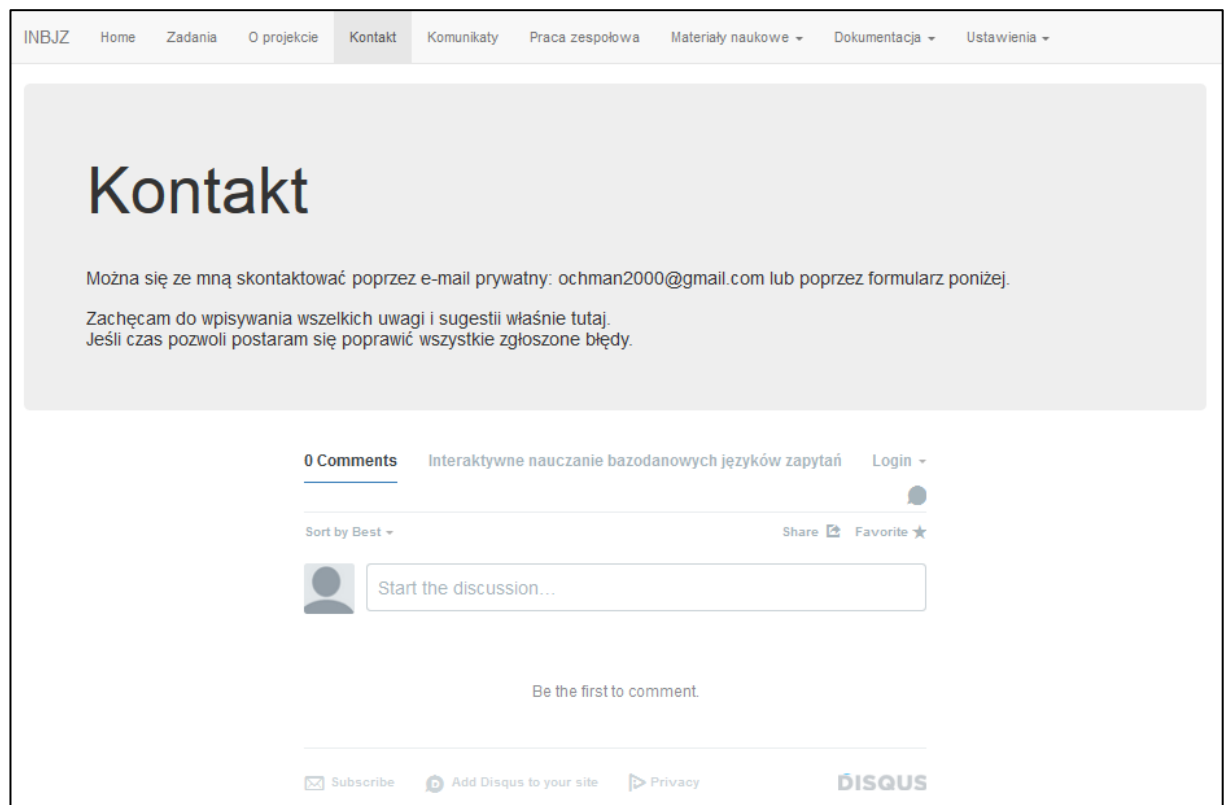 INBJZ Home Zadania O projekcie Kontakt Komunikaty Praca zespołowa Materiały naukowe Dokumentacja Ustawienia
Kontakt
Można się ze mną skontaktować poprzez e-mail prywatny: ochman2000@gmail.com lub poprzez formularz poniżej.
Zachęcam do wpisywania wszelkich uwagi i sugestii właśnie tutaj.
Jeśli czas pozwoli postaram się poprawić wszystkie zgłoszone błędy.
0 Comments Interaktywne nauczanie bazodanowych języków zapytań Login
Sort by Best Share Favorite
Start the discussion...
Be the first to comment.
Subscribe Add Disqus to your site Privacy DISQUS